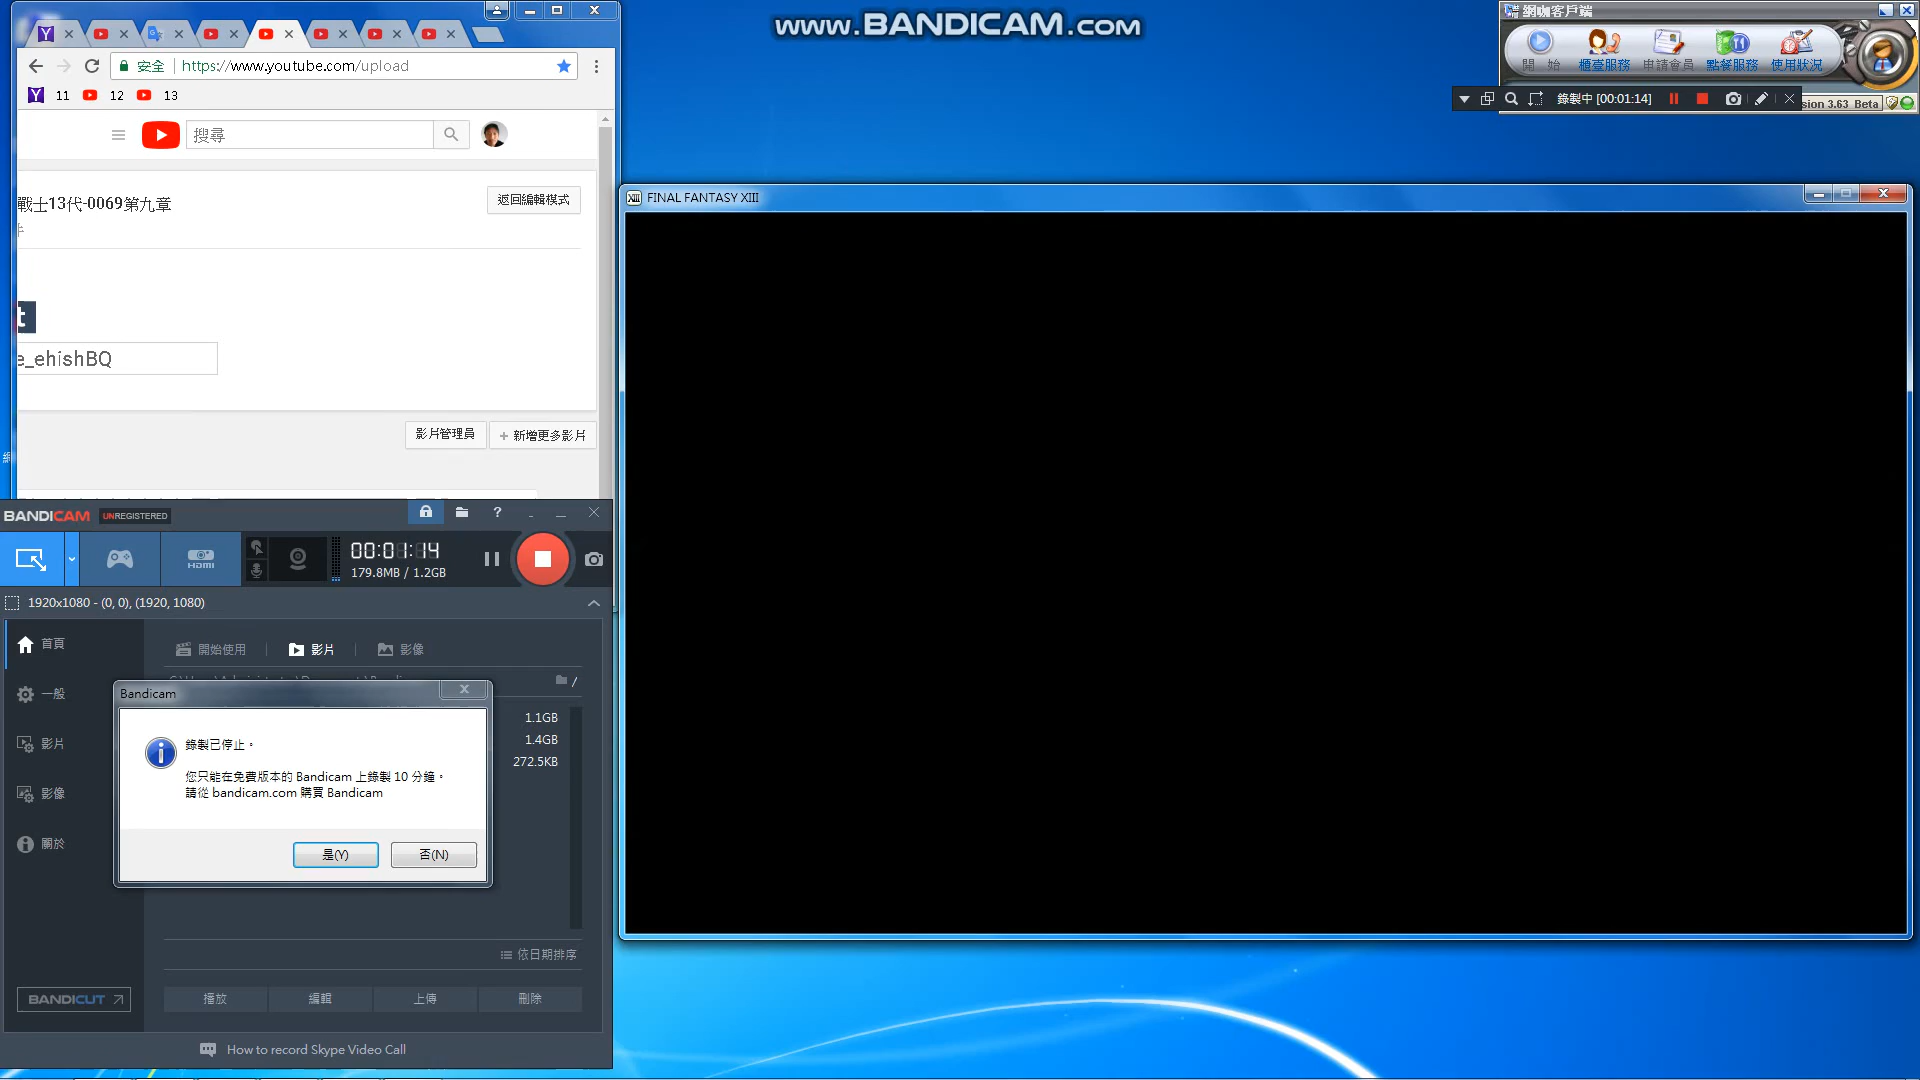 www.BANDICAM.com
安全
https://www.youtube.com/upload
11
12
13
搜尋
戰士13代-0069第九章
返回編輯模式
t
e_ehishBQ
影片管理員
+ 新增更多影片
網咖客戶端
開 始
櫃臺服務
申請會員
點餐服務
使用狀況
錄製中 [00:01:14]
sion 3.63 Beta
FINAL FANTASY XIII
BANDICAM
UNREGISTERED
HDMI
00:01:14
179.8MB / 1.2GB
1920x1080 - (0, 0), (1920, 1080)
首頁
一般
影片
影像
關於
開始使用
影片
影像
1.1GB
1.4GB
272.5KB
Bandicam
錄製已停止。
您只能在免費版本的 Bandicam 上錄製 10 分鐘。
請從 bandicam.com 購買 Bandicam
是(Y)
否(N)
依日期排序
BANDICUT
播放
編輯
上傳
刪除
How to record Skype Video Call